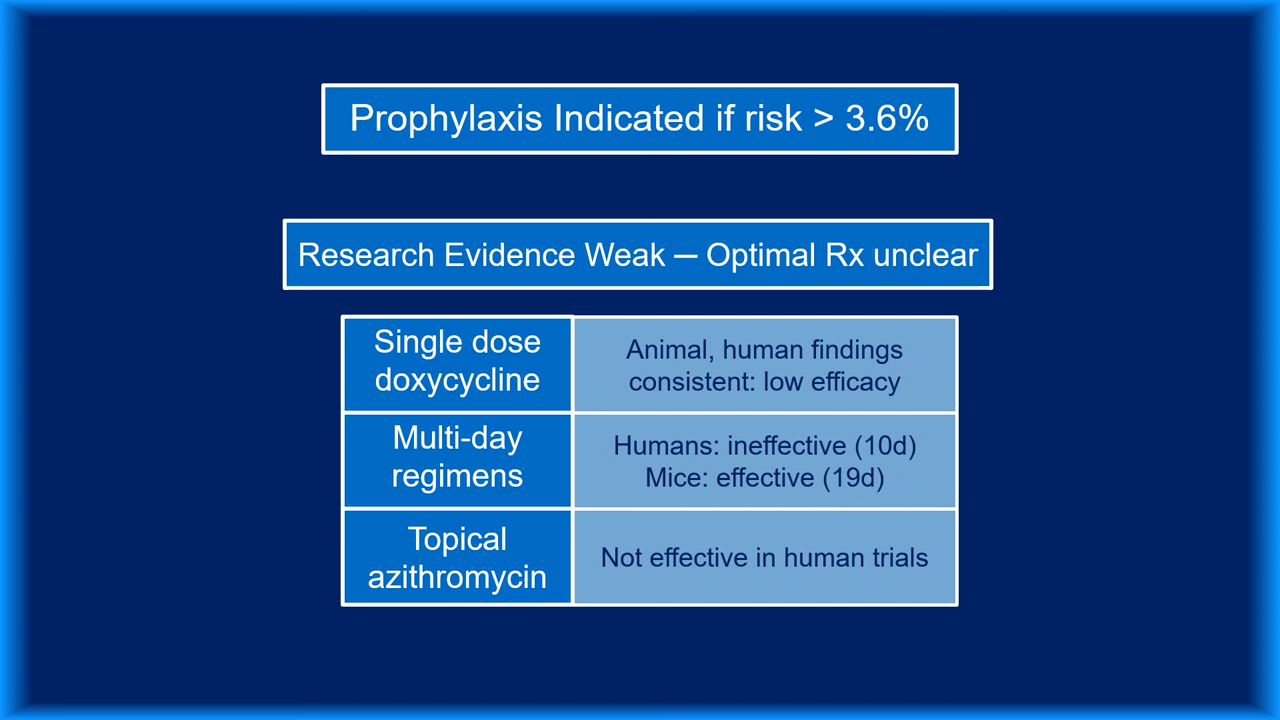 Prophylaxis Indicated if risk > 3.6%
Research Evidence Weak — Optimal Rx unclear
Single dose
doxycycline
Animal, human findings
consistent: low efficacy
Multi-day
regimens
Humans: ineffective (10d)
Mice: effective (19d)
Topical
azithromycin
Not effective in human trials